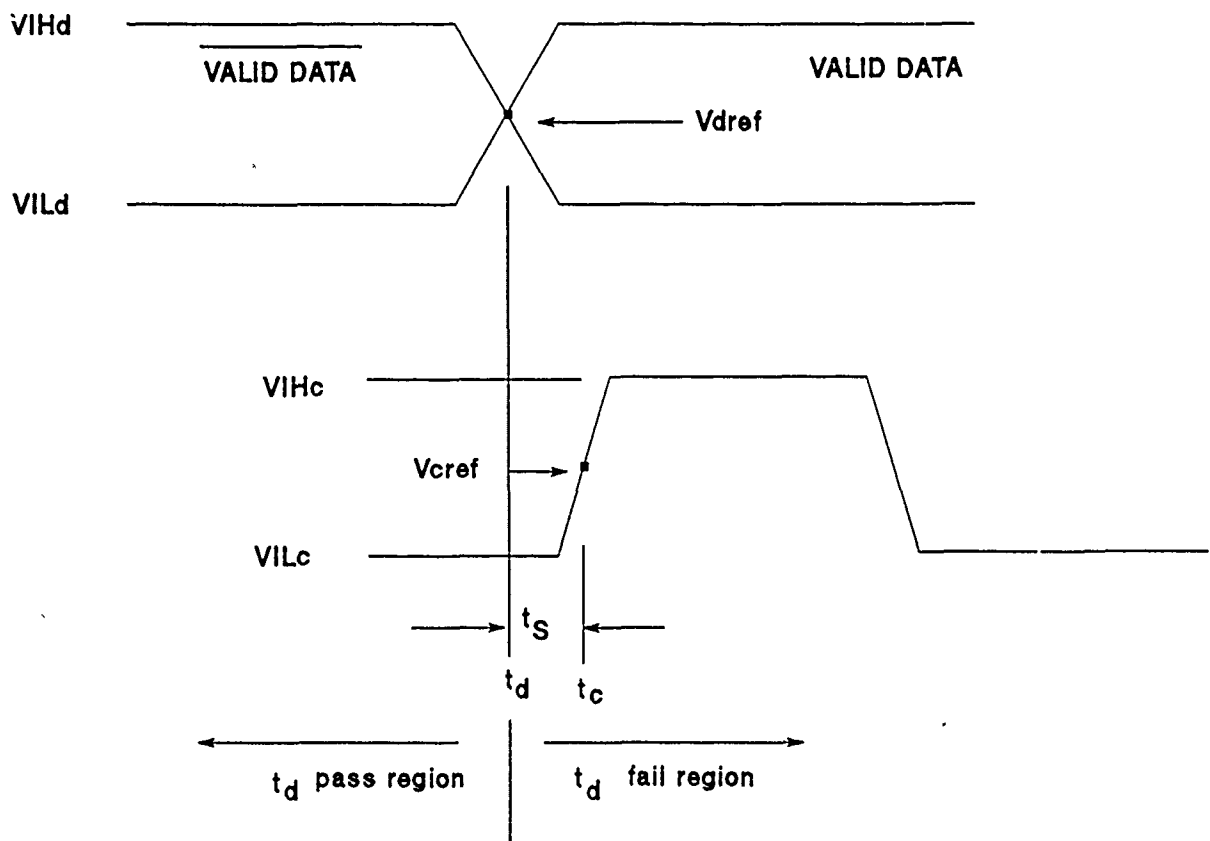 VIHd
VALID DATA
VALID DATA
Vdref
VILd
VIHc
Vcref
VILc
tS
td
tc
td pass region
td fail region